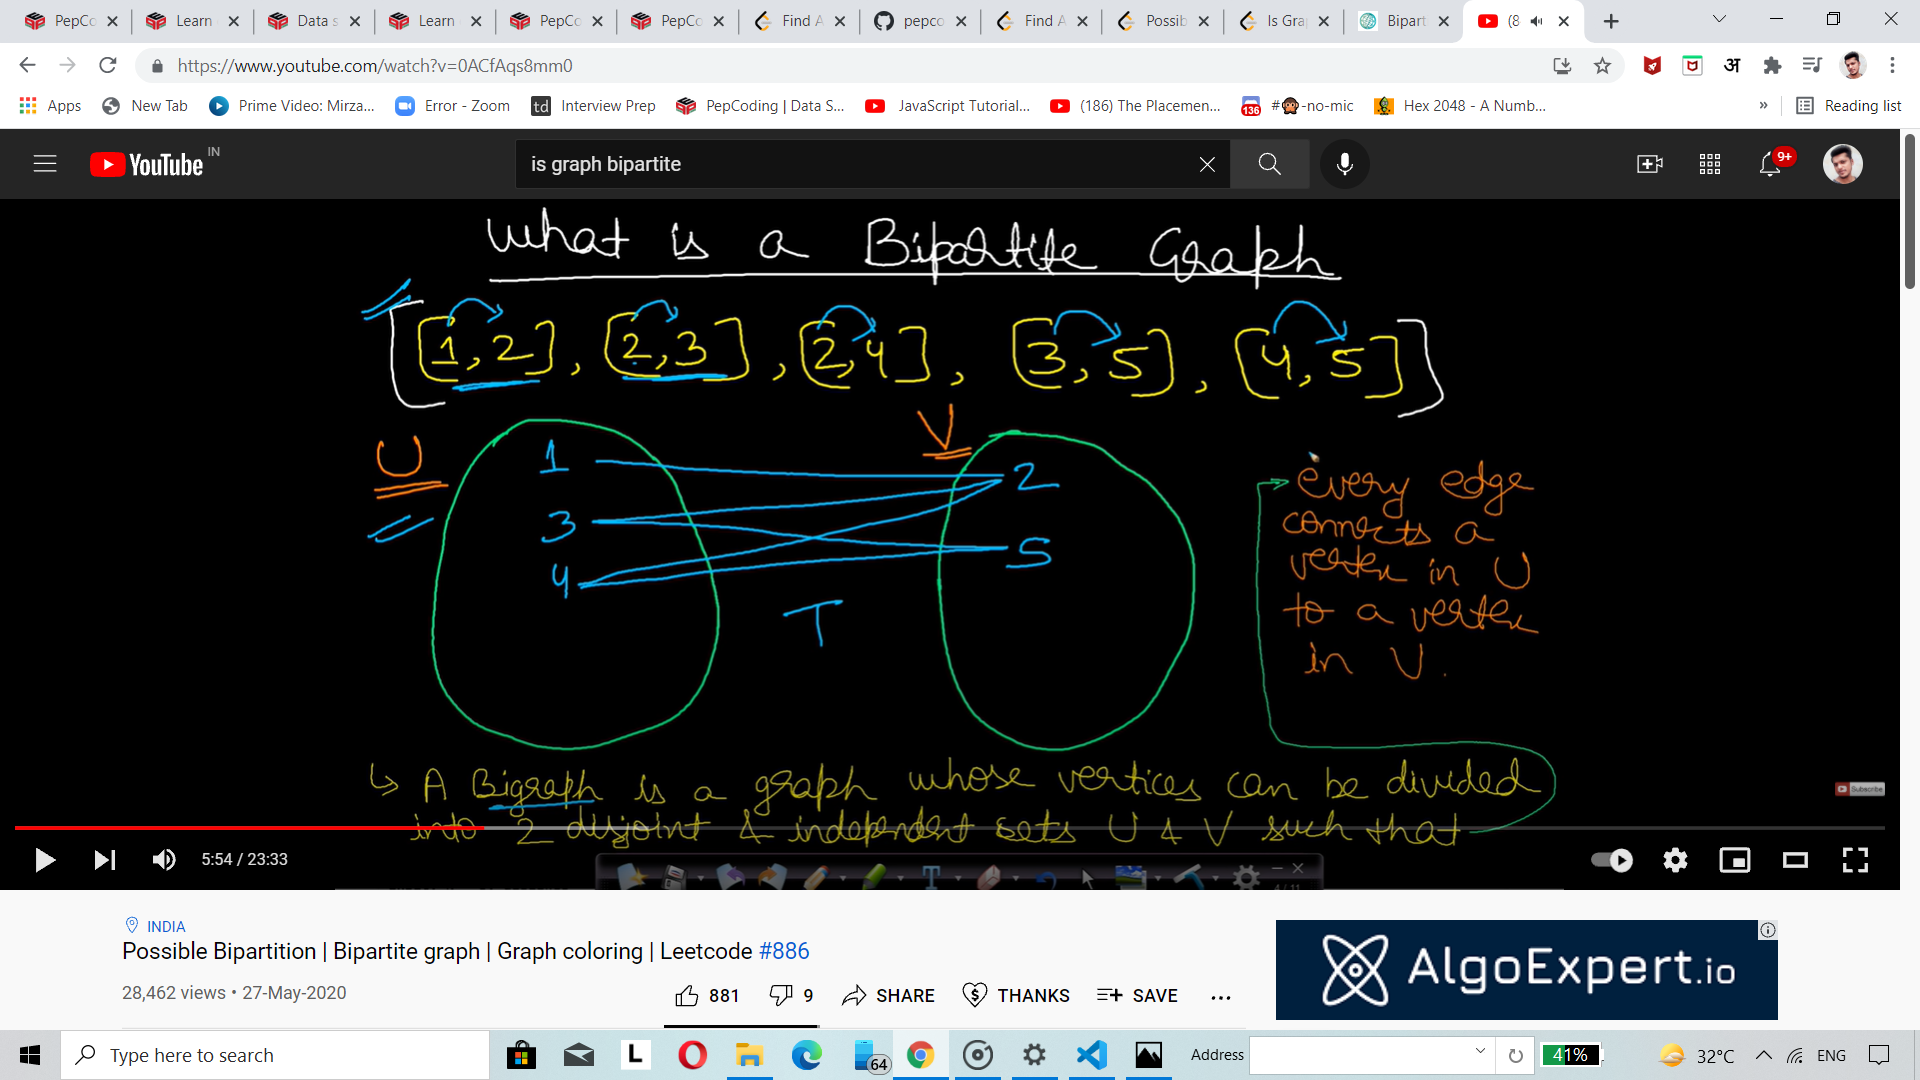 PepCo Learn Data s Learn PepCo PepCo Find A pepco Find A Possib Is Gra Bipart (8
https://www.youtube.com/watch?v=0ACfAqs8mm0
Apps New Tab Prime Video: Mirza... Error - Zoom td Interview Prep PepCoding | Data S... JavaScript Tutorial... (186) The Placemen... 136 #-no-mic Hex 2048 - A Numb... » Reading list
YouTube IN is graph bipartite 9+
What is a Bipartite Graph
[[1,2], [2,3], [2,4], [3,5], [4,5]]
U V
1 2
3 5
4
T
every edge
connects a
vertex in U
to a vertex
in V.
↳ A Bigraph is a graph whose vertices can be divided
into 2 disjoint & independent sets U & V such that
Subscribe
5:54 / 23:33
INDIA
Possible Bipartition | Bipartite graph | Graph coloring | Leetcode #886
28,462 views • 27-May-2020
881 9 SHARE THANKS SAVE ...
AlgoExpert.io
Type here to search L 64 Address 41% 32°C ENG